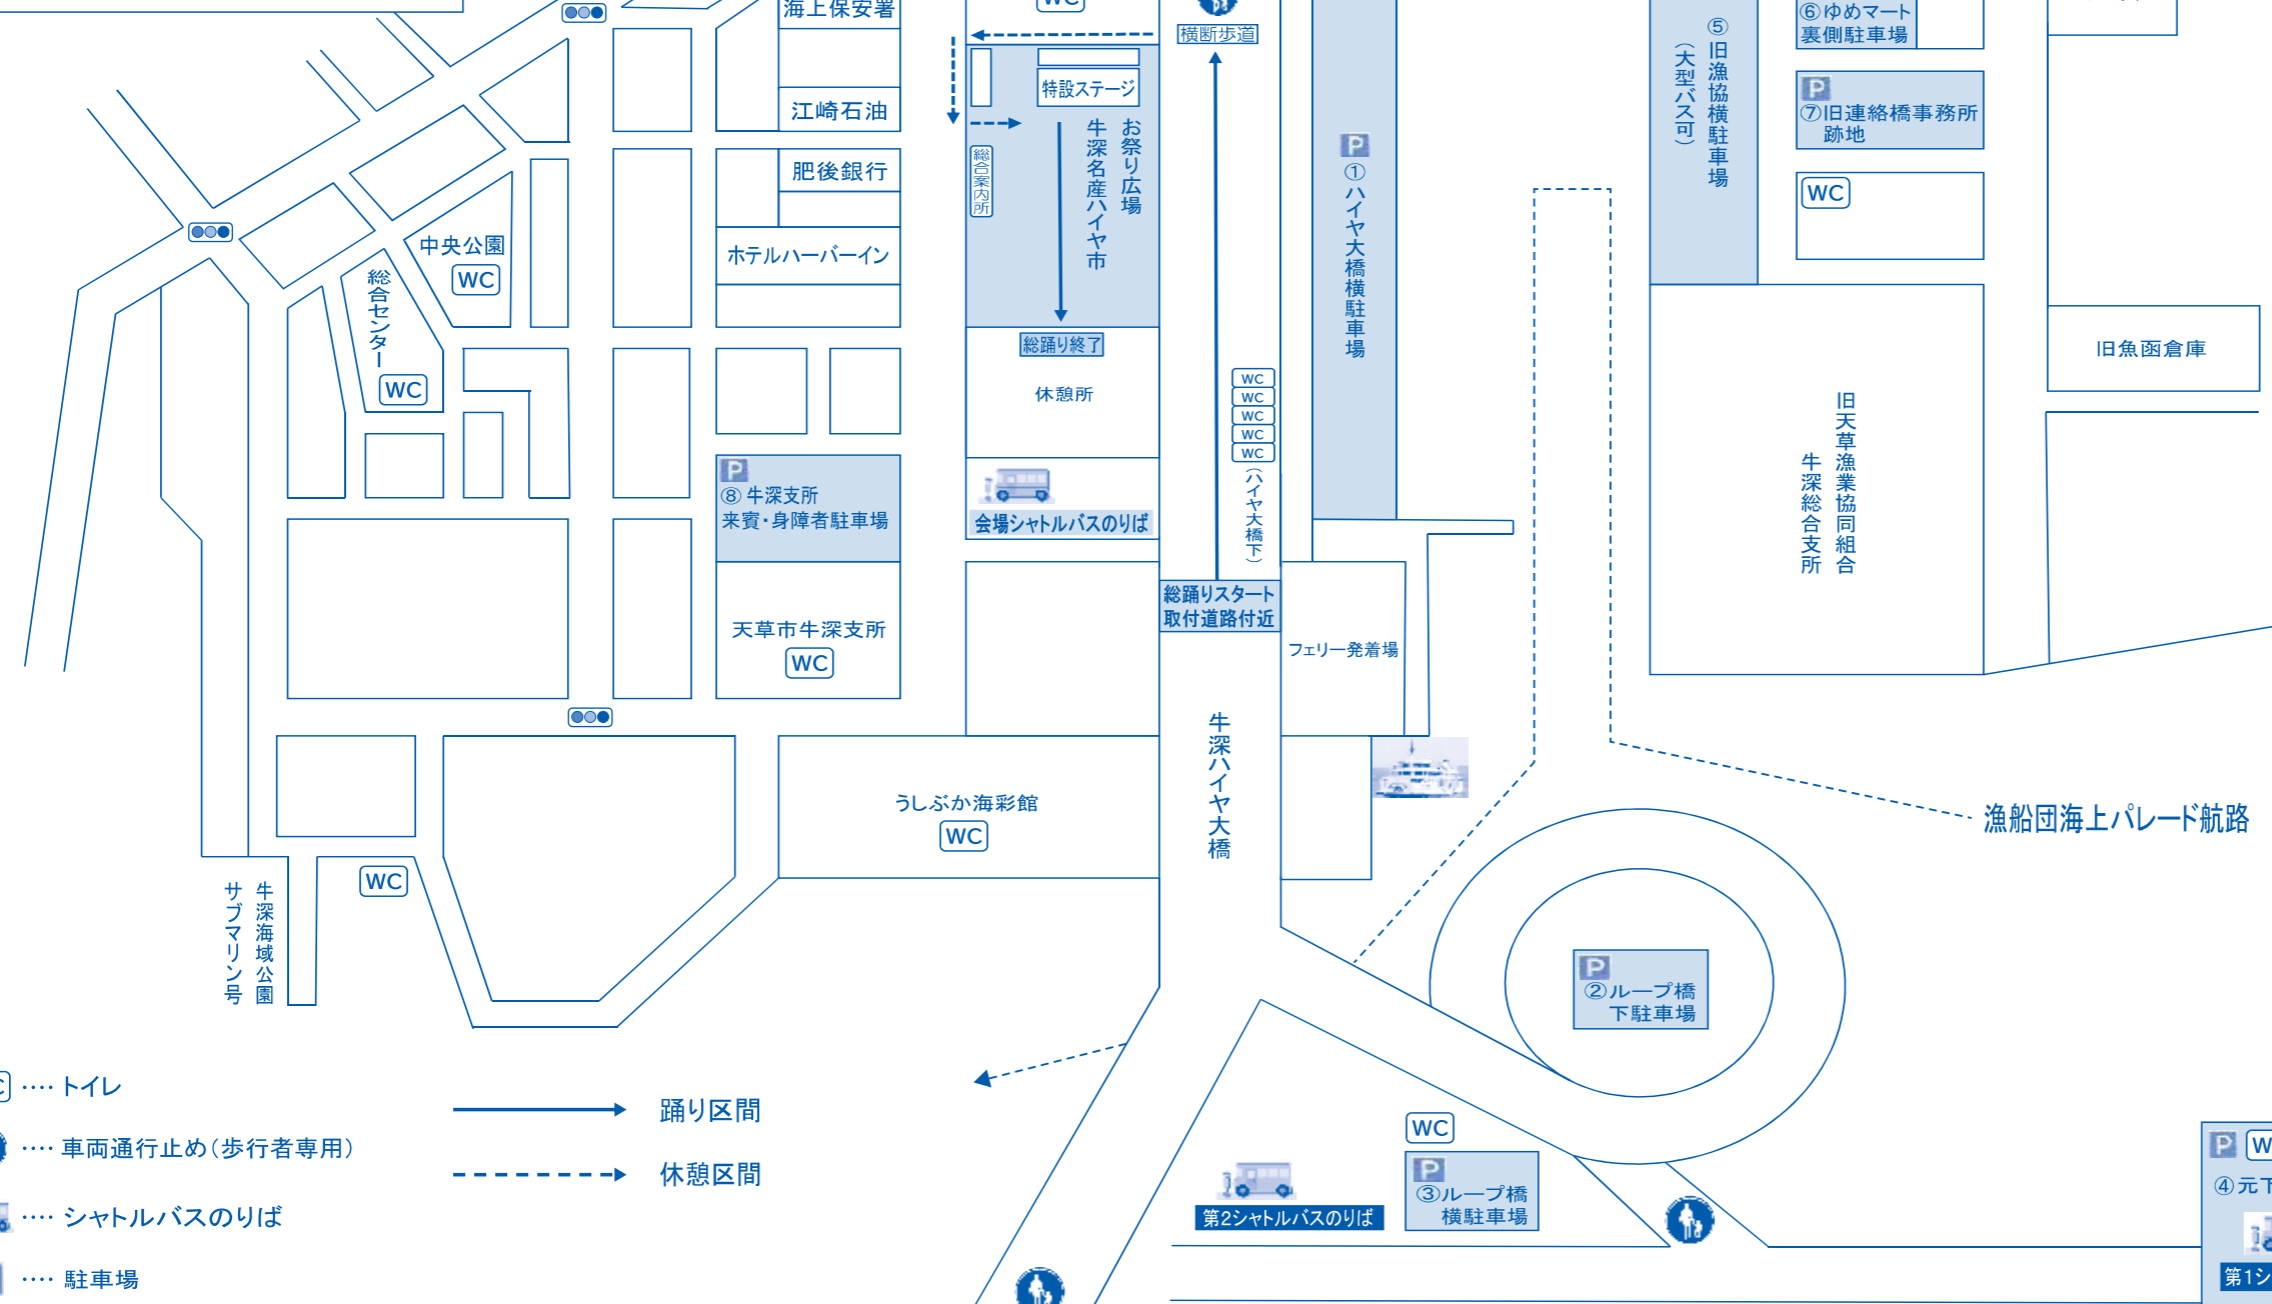 海上保安署
WC
横断歩道
⑥ゆめマート
裏側駐車場
⑤旧漁協横駐車場
(大型バス可)
江崎石油
特設ステージ
お祭り広場
牛深名産ハイヤ市
総合案内所
P
①ハイヤ大橋横駐車場
P
⑦旧連絡橋事務所
跡地
肥後銀行
WC
中央公園
WC
ホテルハーバーイン
総合センター
WC
総踊り終了
休憩所
WC
WC
WC
WC
WC
(ハイヤ大橋下)
旧魚函倉庫
旧天草漁業協同組合
牛深総合支所
P
⑧牛深支所
来賓・身障者駐車場
会場シャトルバスのりば
総踊りスタート
取付道路付近
天草市牛深支所
WC
フェリー発着場
牛深ハイヤ大橋
うしぶか海彩館
WC
漁船団海上パレード航路
WC
牛深海域公園
サブマリン号
P
②ループ橋
下駐車場
‥‥トイレ
踊り区間
‥‥車両通行止め(歩行者専用)
休憩区間
WC
P
③ループ橋
横駐車場
第2シャトルバスのりば
‥‥シャトルバスのりば
‥‥駐車場
P
④元下
第1シ